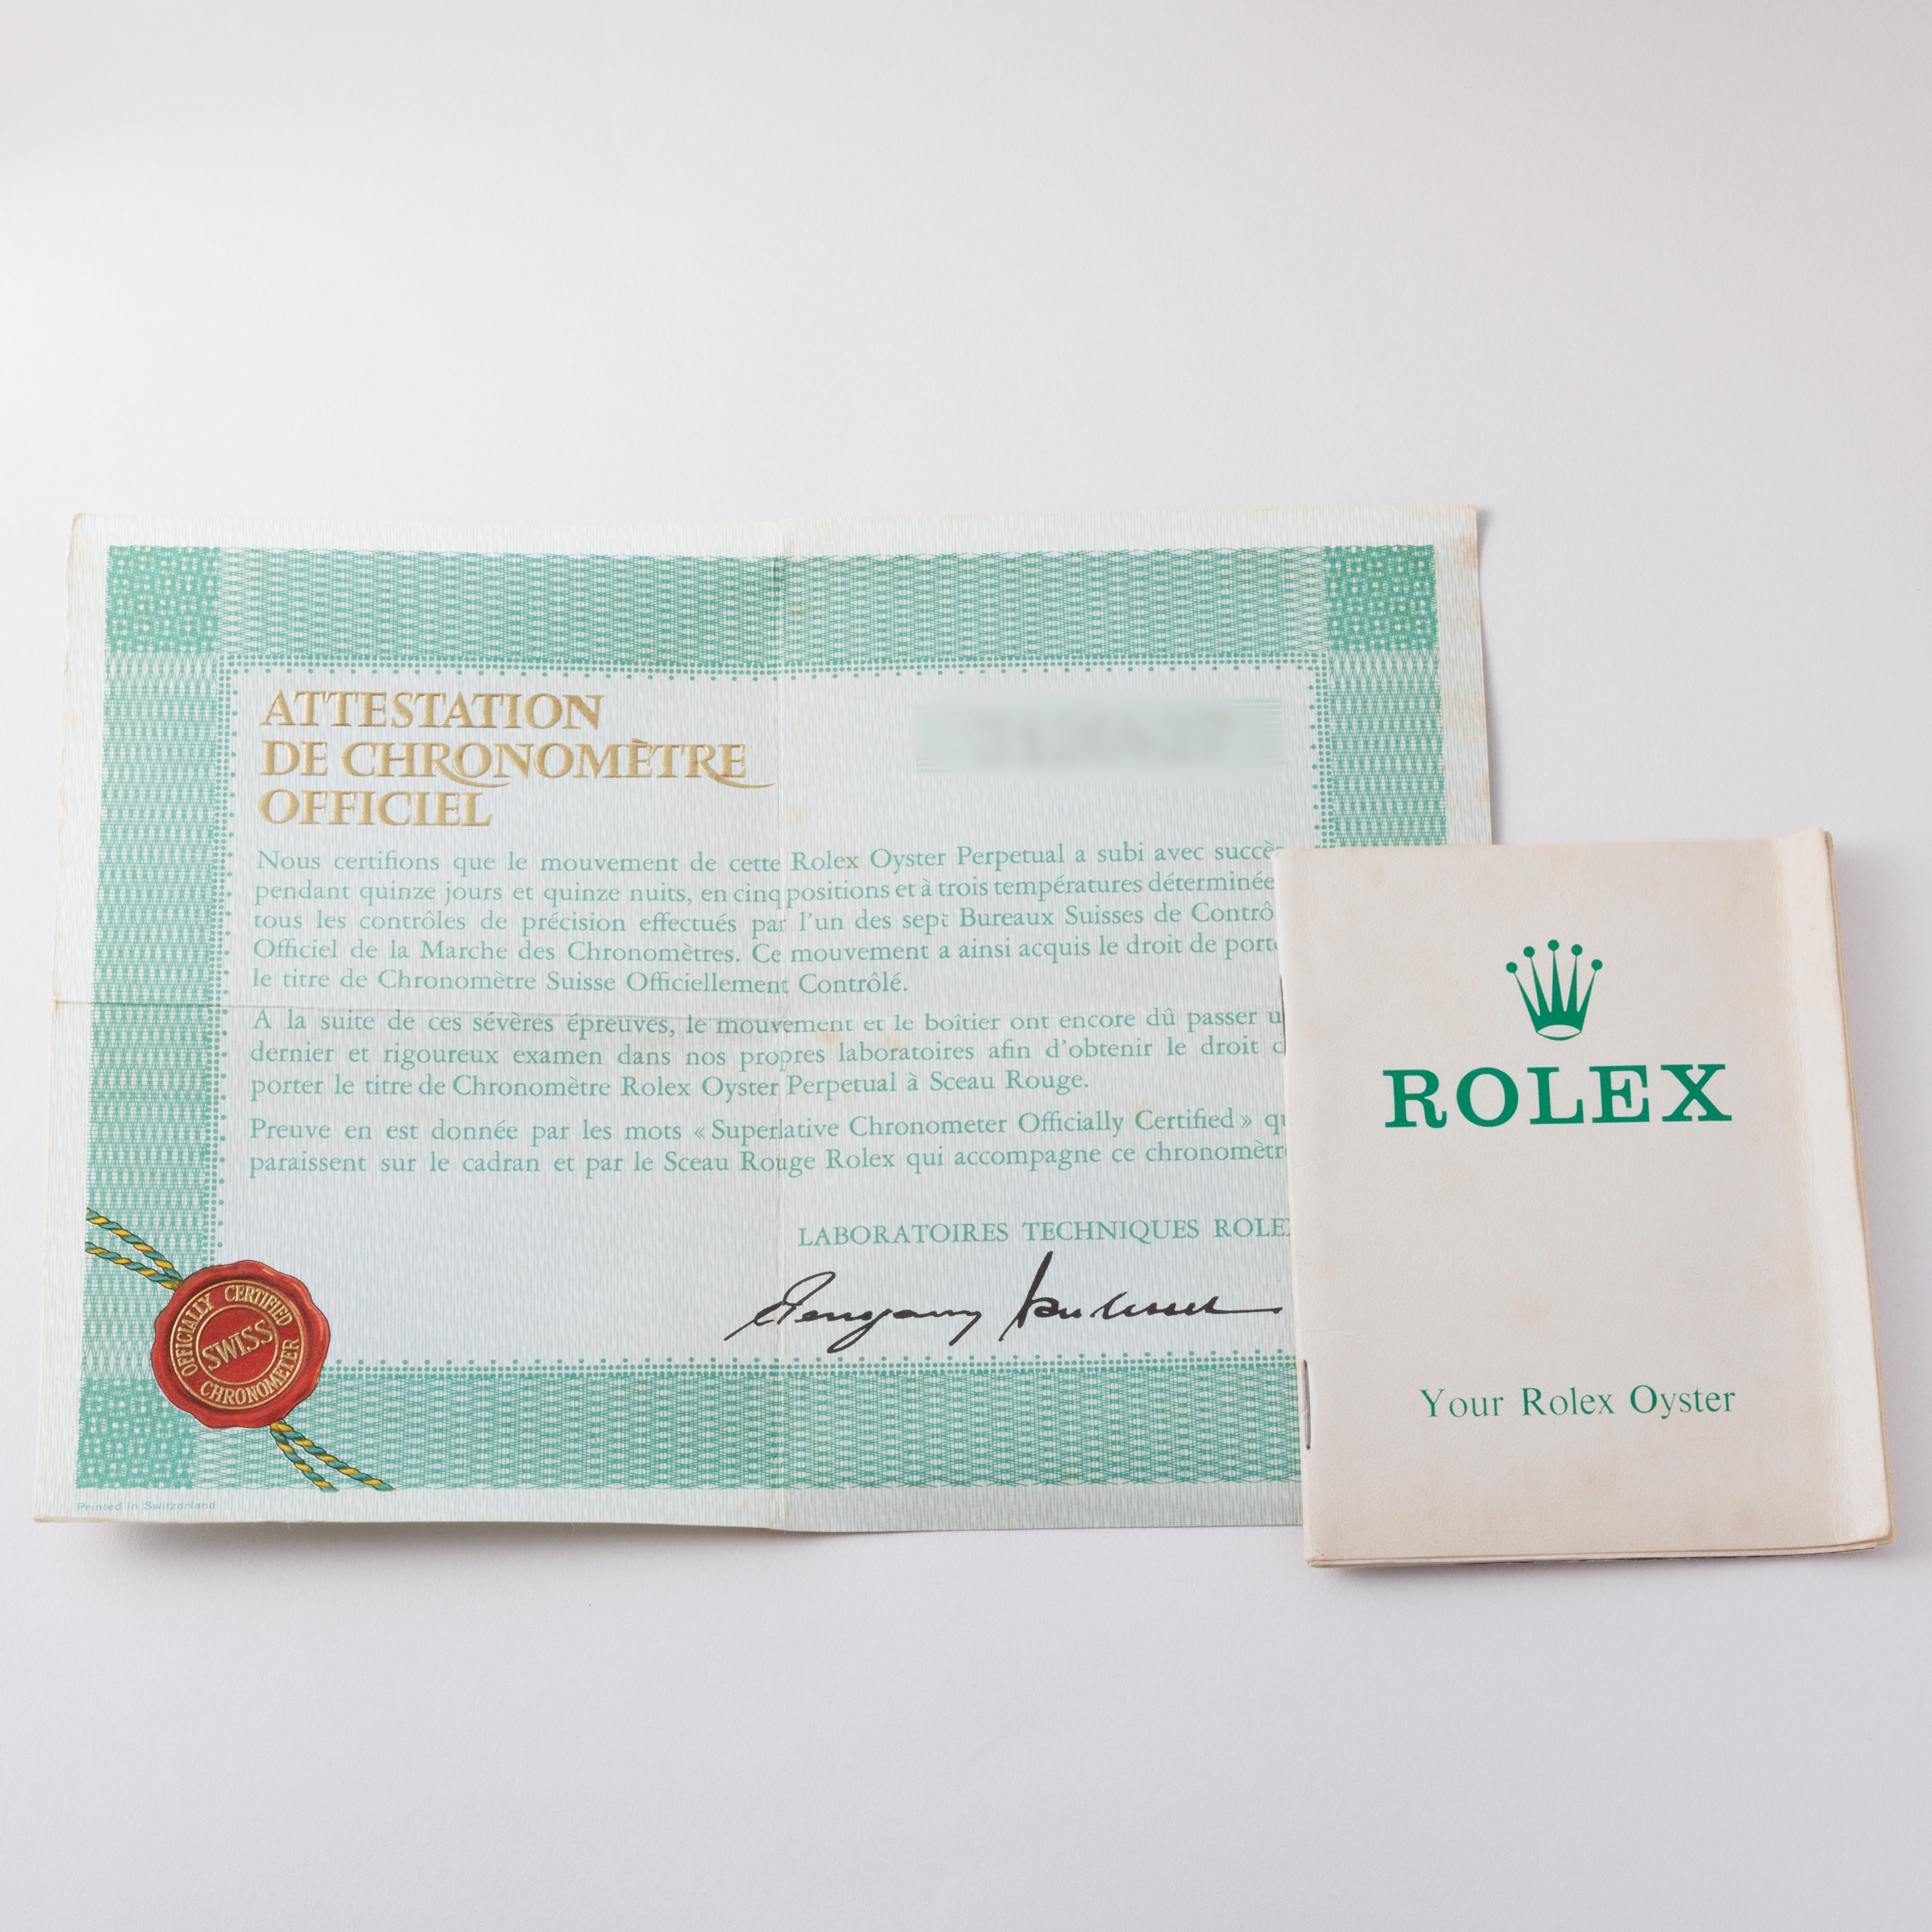 ATTESTATION
DE CHRONOMÈTRE
OFFICIEL
Nous certifions que le mouvement de cette Rolex Oyster Perpetual a subi avec succès
pendant quinze jours et quinze nuits, en cinq positions et à trois températures déterminée
tous les contrôles de précision effectués par l'un des sept Bureaux Suisses de Contrô
Officiel de la Marche des Chronomètres. Ce mouvement a ainsi acquis le droit de port
le titre de Chronomètre Suisse Officiellement Contrôlé.
A la suite de ces sévères épreuves, le mouvement et le boîtier ont encore dû passer u
dernier et rigoureux examen dans nos propres laboratoires afin d'obtenir le droit
porter le titre de Chronomètre Rolex Oyster Perpetual à Sceau Rouge.
Preuve en est donnée par les mots « Superlative Chronometer Officially Certified » qu
paraissent sur le cadran et par le Sceau Rouge Rolex qui accompagne ce chronomètr
LABORATOIRES TECHNIQUES ROLEX
OFFICIALLY CERTIFIED
SWISS
CHRONOMETER
Printed in Switzerland
ROLEX
Your Rolex Oyster